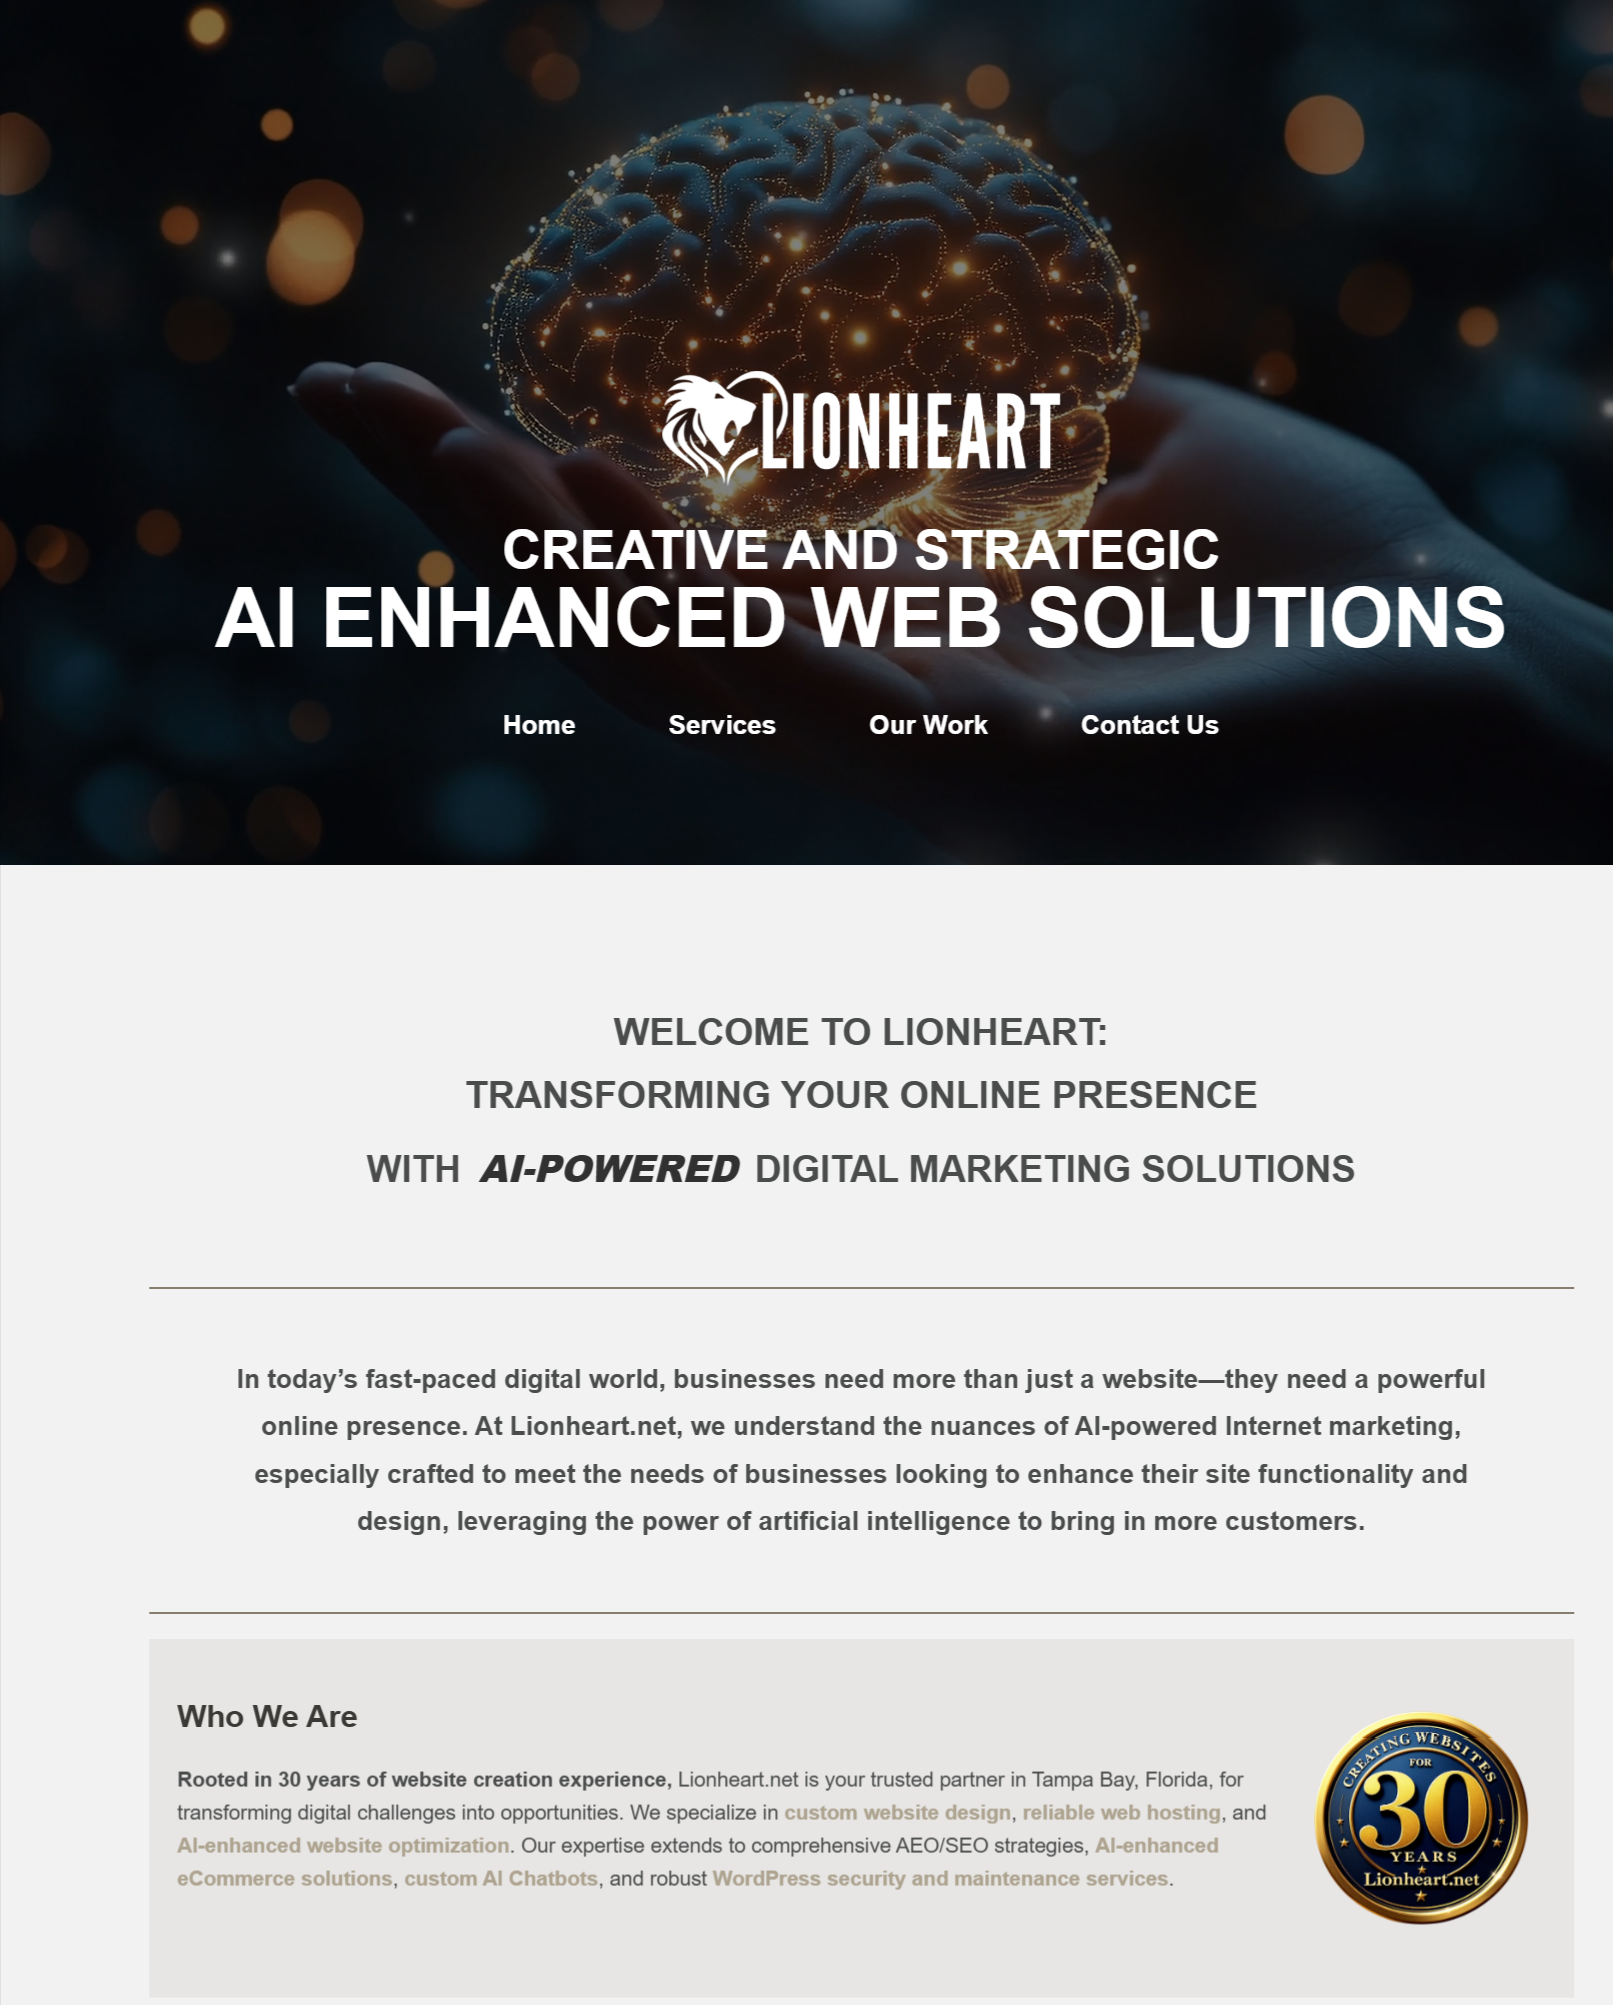 LIONHEART
CREATIVE AND STRATEGIC
AI ENHANCED WEB SOLUTIONS
Home Services Our Work Contact Us
WELCOME TO LIONHEART:
TRANSFORMING YOUR ONLINE PRESENCE
WITH AI-POWERED DIGITAL MARKETING SOLUTIONS
In today’s fast-paced digital world, businesses need more than just a website—they need a powerful
online presence. At Lionheart.net, we understand the nuances of AI-powered Internet marketing,
especially crafted to meet the needs of businesses looking to enhance their site functionality and
design, leveraging the power of artificial intelligence to bring in more customers.
Who We Are
Rooted in 30 years of website creation experience, Lionheart.net is your trusted partner in Tampa Bay, Florida, for
transforming digital challenges into opportunities. We specialize in custom website design, reliable web hosting, and
AI-enhanced website optimization. Our expertise extends to comprehensive AEO/SEO strategies, AI-enhanced
eCommerce solutions, custom AI Chatbots, and robust WordPress security and maintenance services.
CREATING WEBSITES
FOR
30
YEARS
Lionheart.net